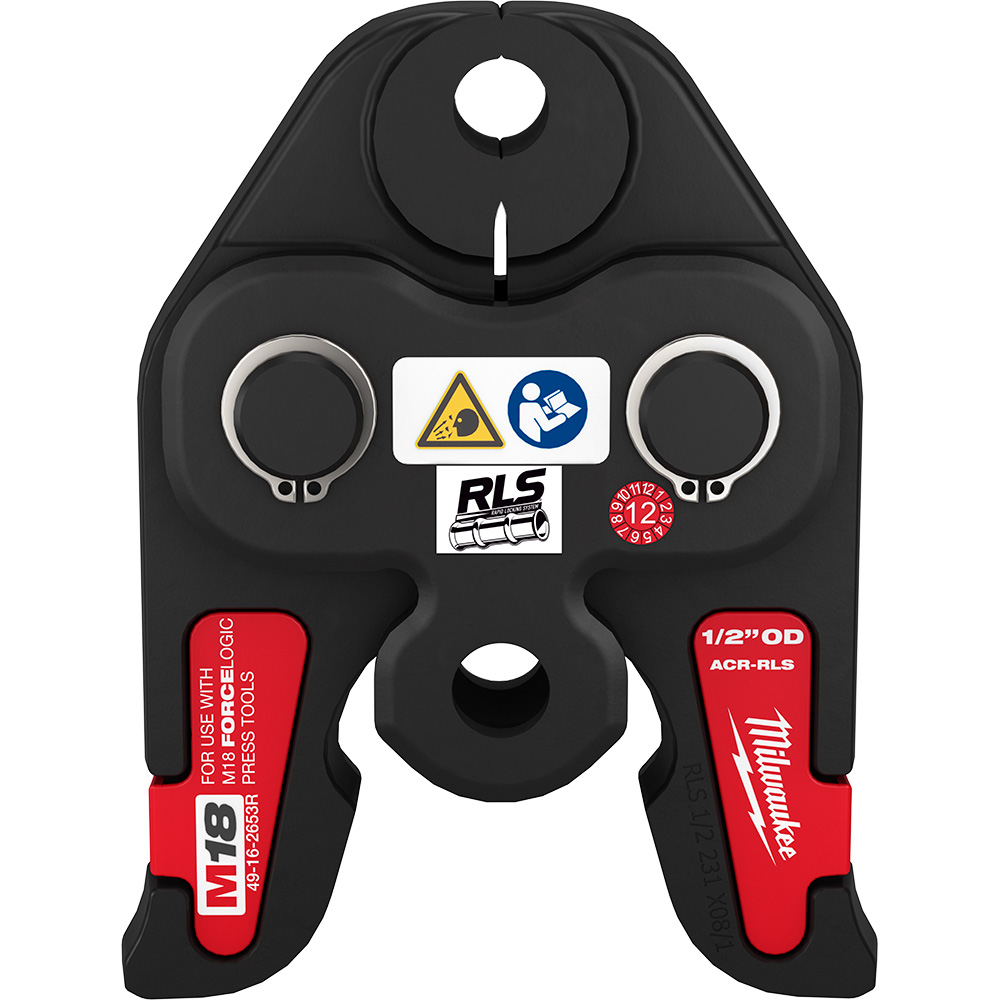 RLS
RAPID LOCKING SYSTEM
1 2 3 4 5 6 7 8 9 10 11 12
12
FOR USE WITH
M18 FORCELOGIC
PRESS TOOLS
M18
49-16-2653R
1/2” OD
ACR-RLS
Milwaukee
RLS 1/2 231 X08/1